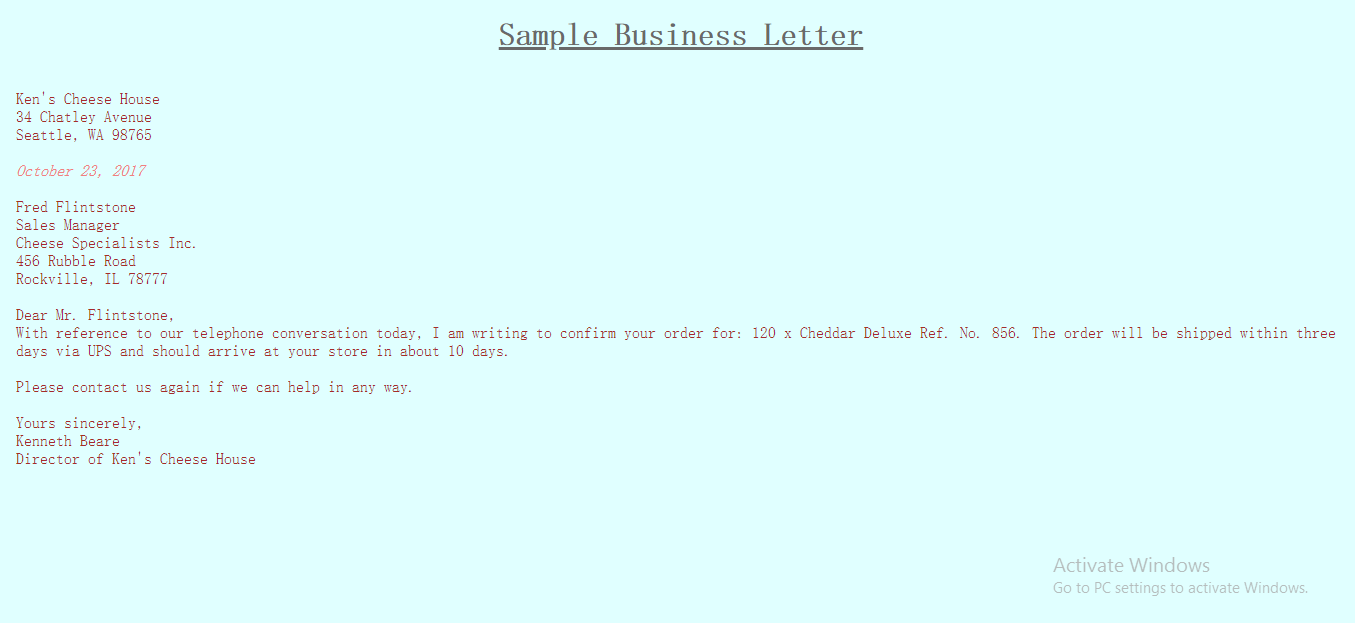 Sample Business Letter
Ken's Cheese House
34 Chatley Avenue
Seattle, WA 98765
October 23, 2017
Fred Flintstone
Sales Manager
Cheese Specialists Inc.
456 Rubble Road
Rockville, IL 78777
Dear Mr. Flintstone,
With reference to our telephone conversation today, I am writing to confirm your order for: 120 x Cheddar Deluxe Ref. No. 856. The order will be shipped within three
days via UPS and should arrive at your store in about 10 days.
Please contact us again if we can help in any way.
Yours sincerely,
Kenneth Beare
Director of Ken's Cheese House
Activate Windows
Go to PC settings to activate Windows.